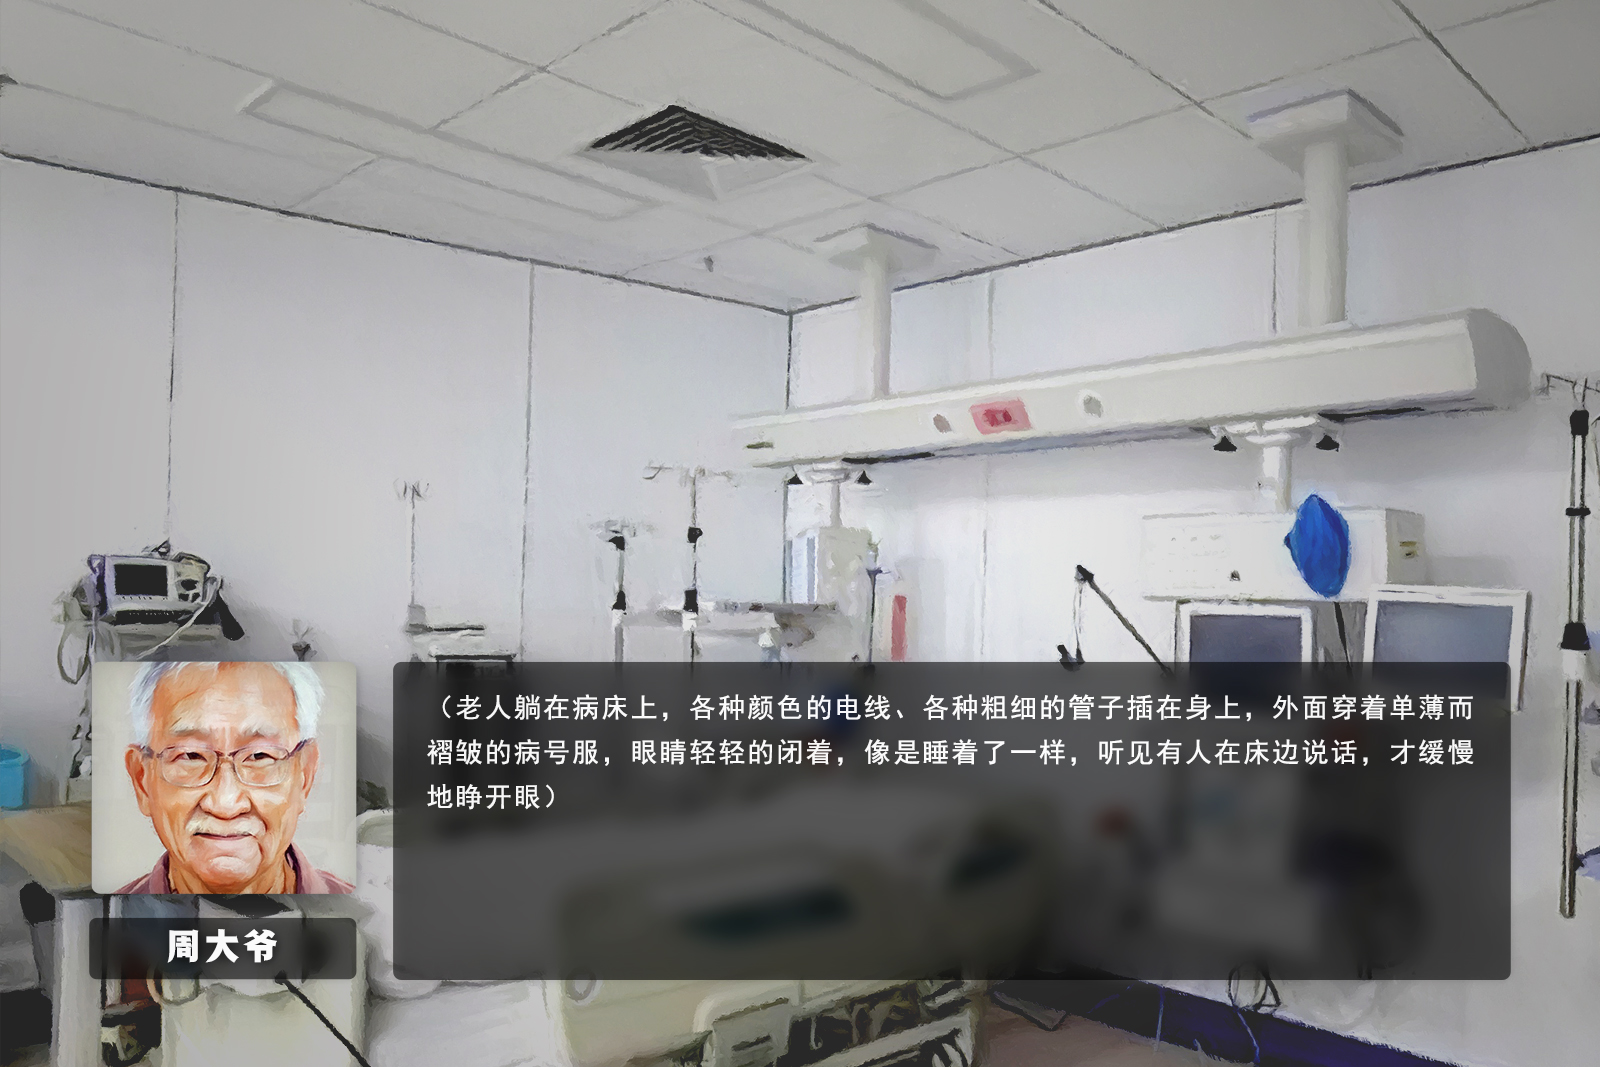 （老人躺在病床上，各种颜色的电线、各种粗细的管子插在身上，外面穿着单薄而
褶皱的病号服，眼睛轻轻的闭着，像是睡着了一样，听见有人在床边说话，才缓慢
地睁开眼）
周大爷